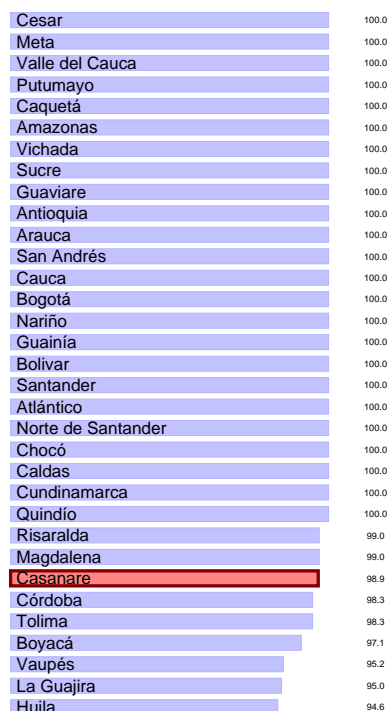 Cesar 100.0
Meta 100.0
Valle del Cauca 100.0
Putumayo 100.0
Caquetá 100.0
Amazonas 100.0
Vichada 100.0
Sucre 100.0
Guaviare 100.0
Antioquia 100.0
Arauca 100.0
San Andrés 100.0
Cauca 100.0
Bogotá 100.0
Nariño 100.0
Guainía 100.0
Bolivar 100.0
Santander 100.0
Atlántico 100.0
Norte de Santander 100.0
Chocó 100.0
Caldas 100.0
Cundinamarca 100.0
Quindío 100.0
Risaralda 99.0
Magdalena 99.0
Casanare 98.9
Córdoba 98.3
Tolima 98.3
Boyacá 97.1
Vaupés 95.2
La Guajira 95.0
Huila 94.6